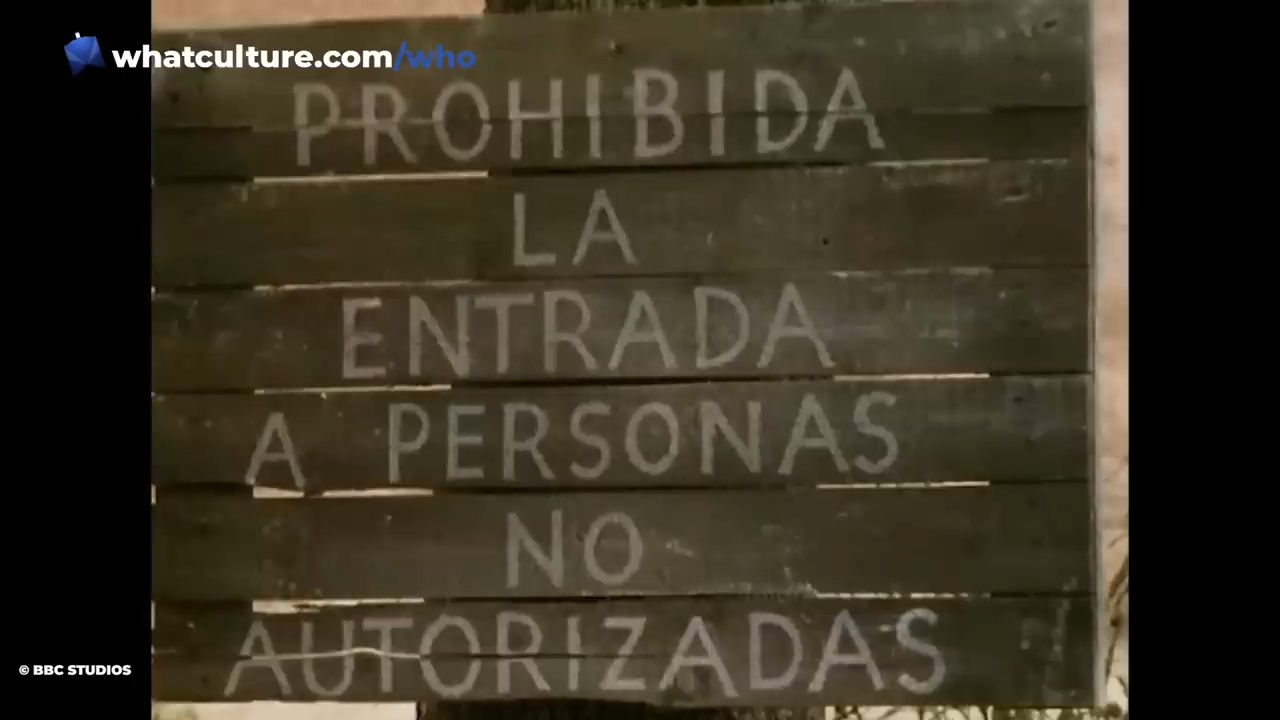 whatculture.com/who
PROHIBIDA
LA
ENTRADA
A PERSONAS
NO
AUTORIZADAS
© BBC STUDIOS